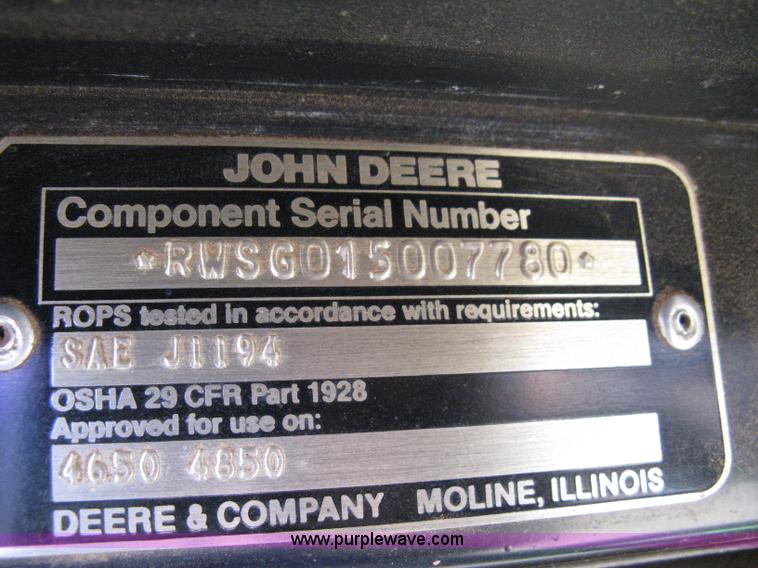 JOHN DEERE
Component Serial Number
*RWSG015007780*
ROPS tested in accordance with requirements:
SAE J1194
OSHA 29 CFR Part 1928
Approved for use on:
4650 4850
DEERE & COMPANY MOLINE, ILLINOIS
www.purplewave.com